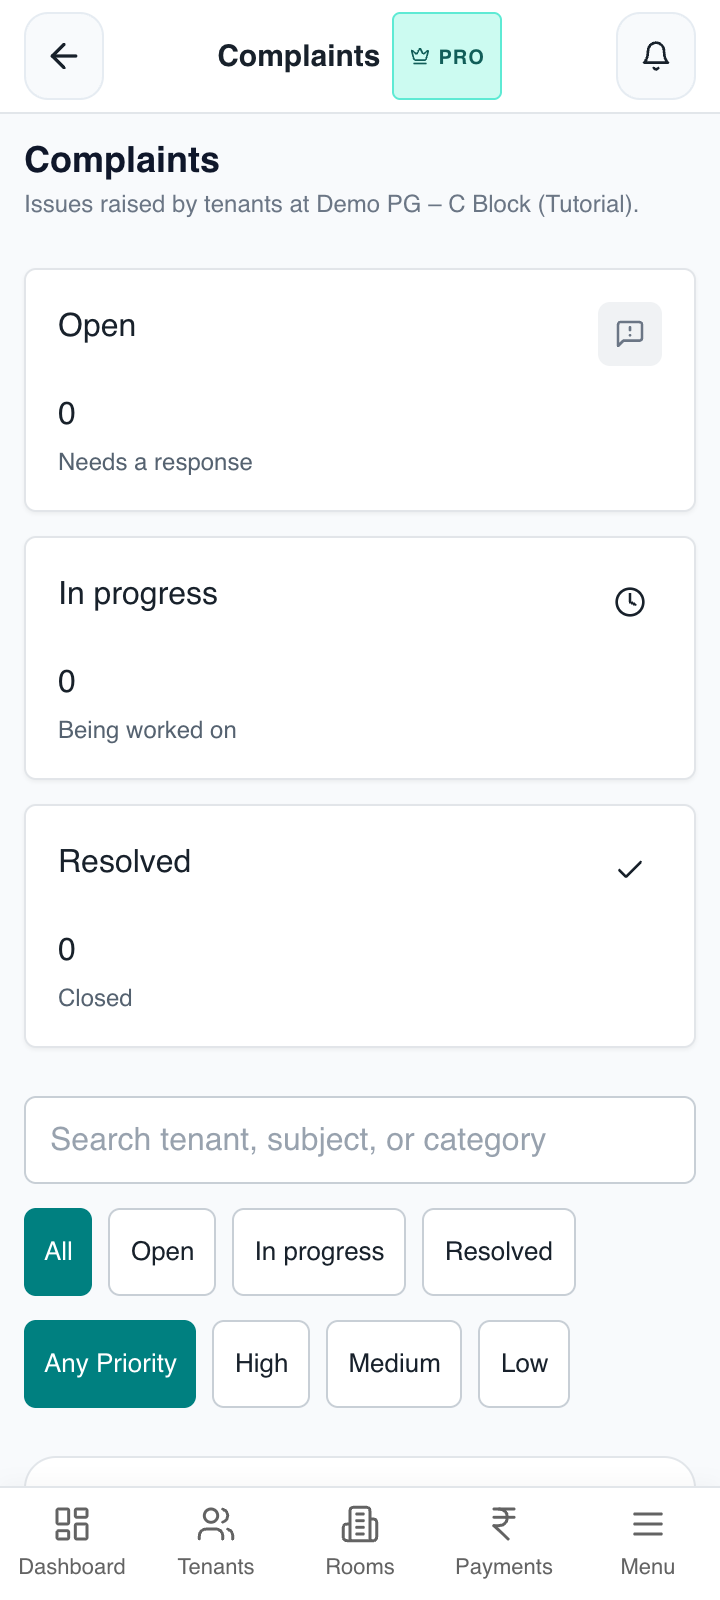 Complaints PRO
Complaints
Issues raised by tenants at Demo PG – C Block (Tutorial).
Open
0
Needs a response
In progress
0
Being worked on
Resolved
0
Closed
Search tenant, subject, or category
All Open In progress Resolved
Any Priority High Medium Low
Dashboard Tenants Rooms Payments Menu